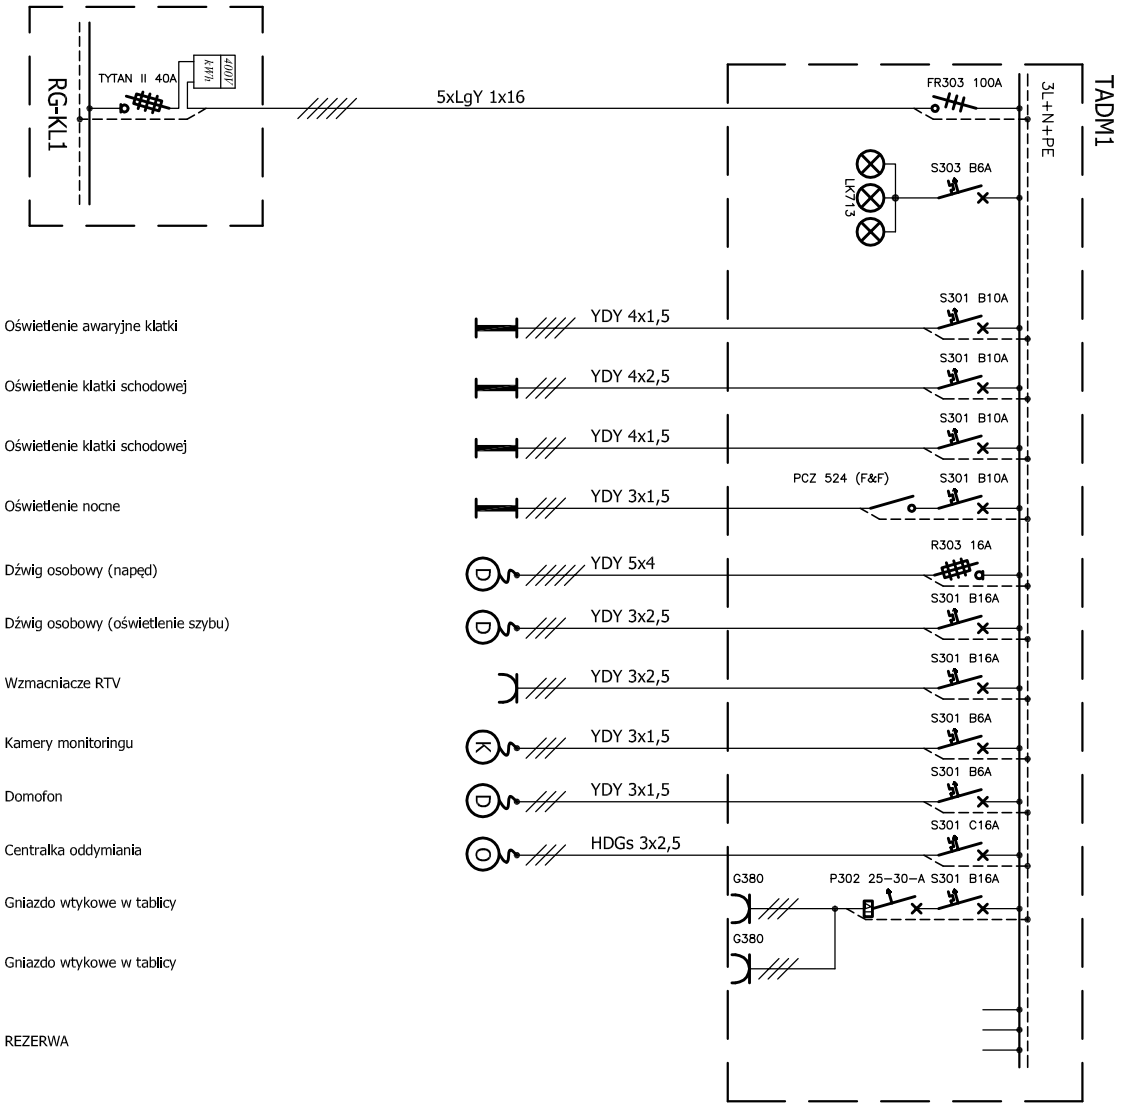 RG-KL1
TYTAN II 40A
400V
kWh
5xLgY 1x16
FR303 100A
3L+N+PE
TADM1
S303 B6A
LK713
Oświetlenie awaryjne klatki
YDY 4x1,5
S301 B10A
Oświetlenie klatki schodowej
YDY 4x2,5
S301 B10A
Oświetlenie klatki schodowej
YDY 4x1,5
S301 B10A
Oświetlenie nocne
YDY 3x1,5
PCZ 524 (F&F)
S301 B10A
Dźwig osobowy (napęd)
D
YDY 5x4
R303 16A
Dźwig osobowy (oświetlenie szybu)
D
YDY 3x2,5
S301 B16A
Wzmacniacze RTV
YDY 3x2,5
S301 B16A
Kamery monitoringu
K
YDY 3x1,5
S301 B6A
Domofon
D
YDY 3x1,5
S301 B6A
Centralka oddymiania
O
HDGs 3x2,5
S301 C16A
Gniazdo wtykowe w tablicy
G380
P302 25-30-A
S301 B16A
Gniazdo wtykowe w tablicy
G380
REZERWA